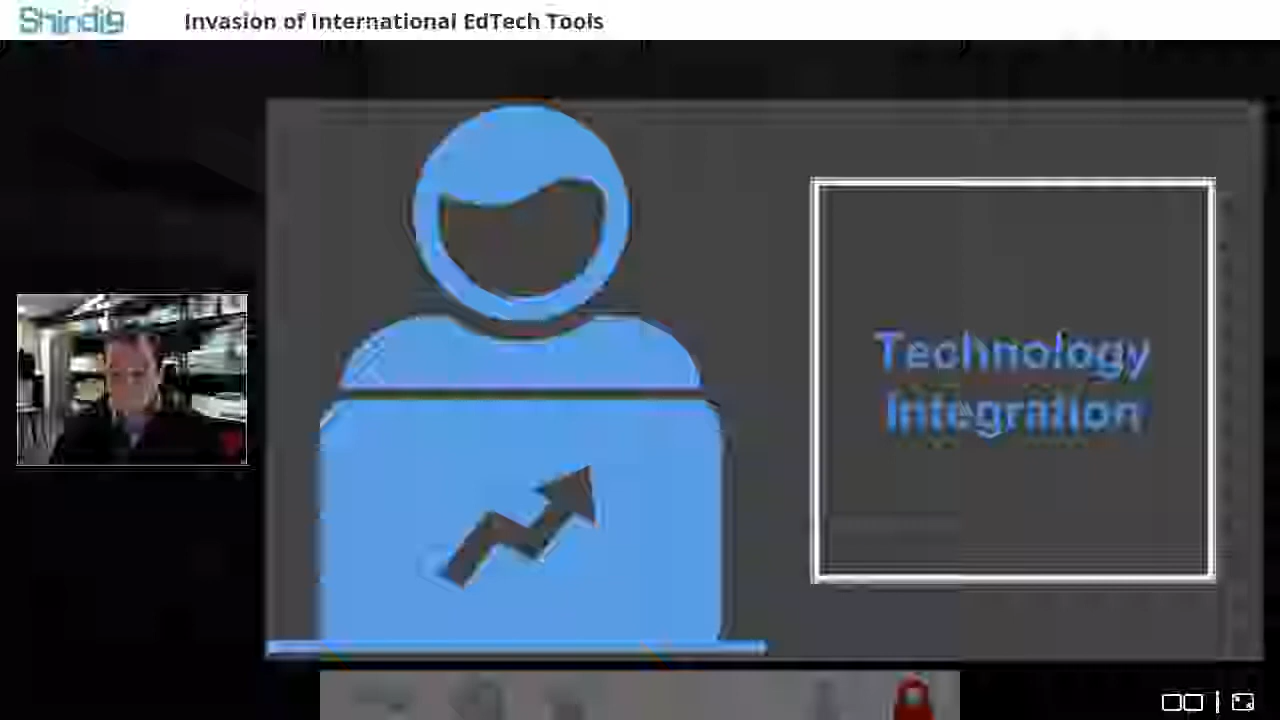 Shindig
Invasion of International EdTech Tools
Technology
Integration